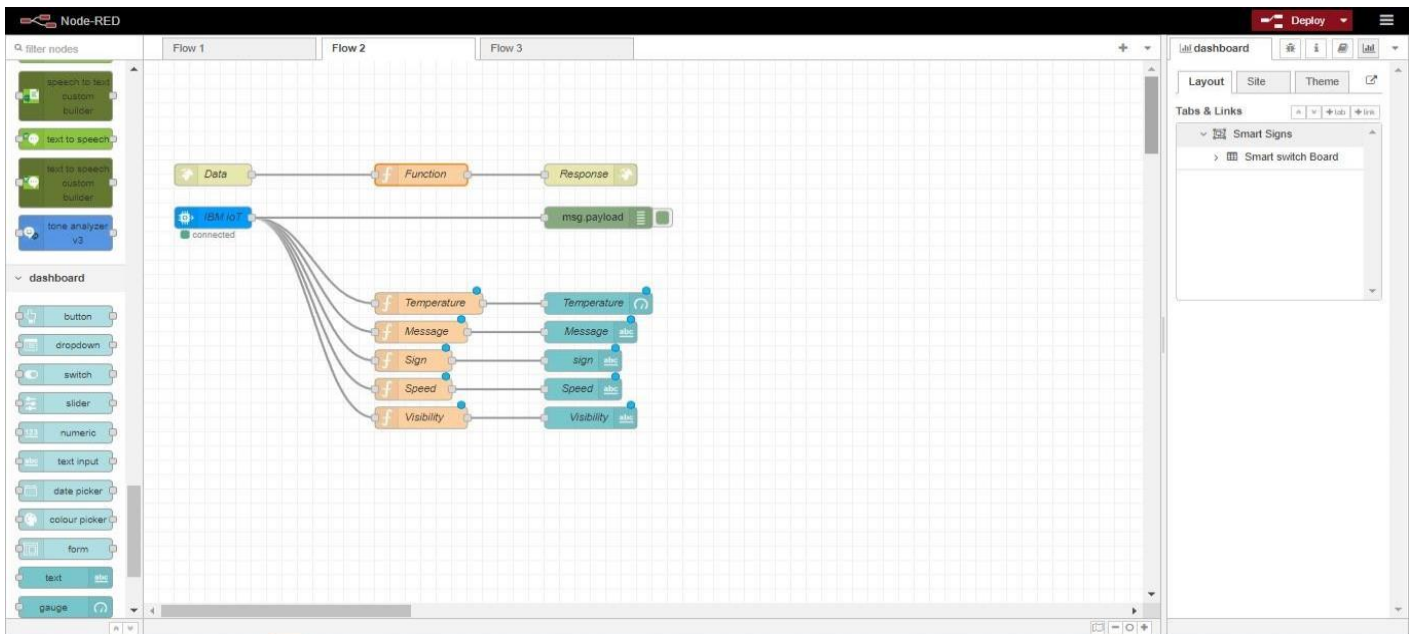 Node-RED
Deploy
filter nodes
Flow 1
Flow 2
Flow 3
dashboard
i
speech to text
custom
builder
text to speech
text to speech
custom
builder
tone analyzer
v3
dashboard
button
dropdown
switch
slider
numeric
text input
date picker
colour picker
form
text
gauge
Data
Function
Response
IBM IoT
connected
msg.payload
Temperature
Temperature
Message
Message
Sign
sign
Speed
Speed
Visibility
Visibility
Layout
Site
Theme
Tabs & Links
tab
link
Smart Signs
Smart switch Board